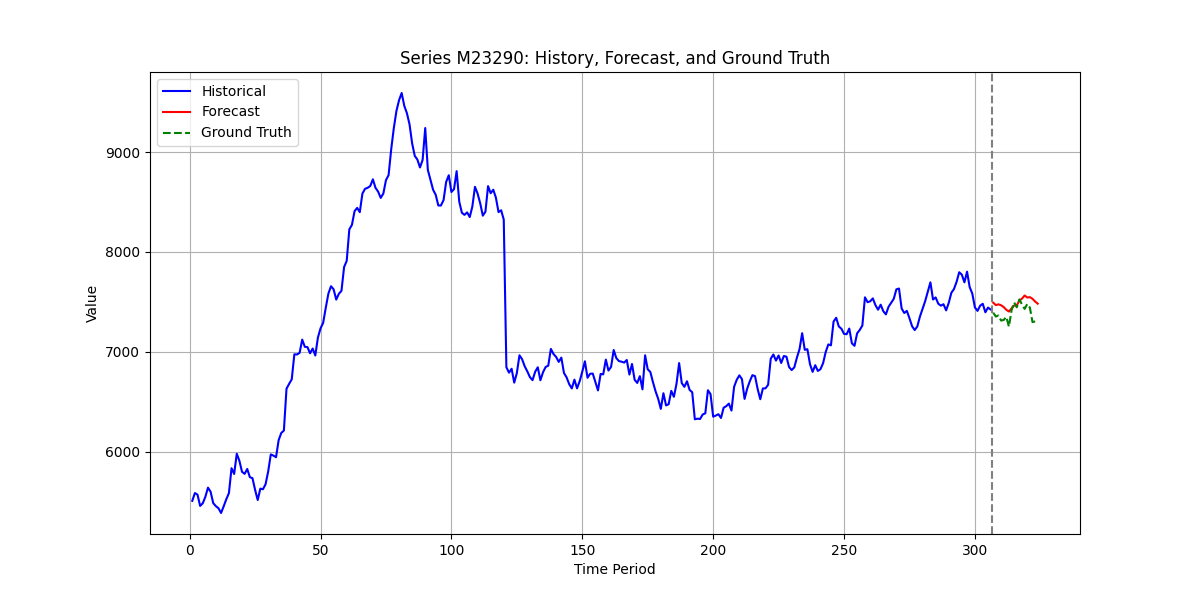 Series M23290: History, Forecast, and Ground Truth
Historical
Forecast
Ground Truth
9000
8000
7000
6000
Value
0 50 100 150 200 250 300
Time Period